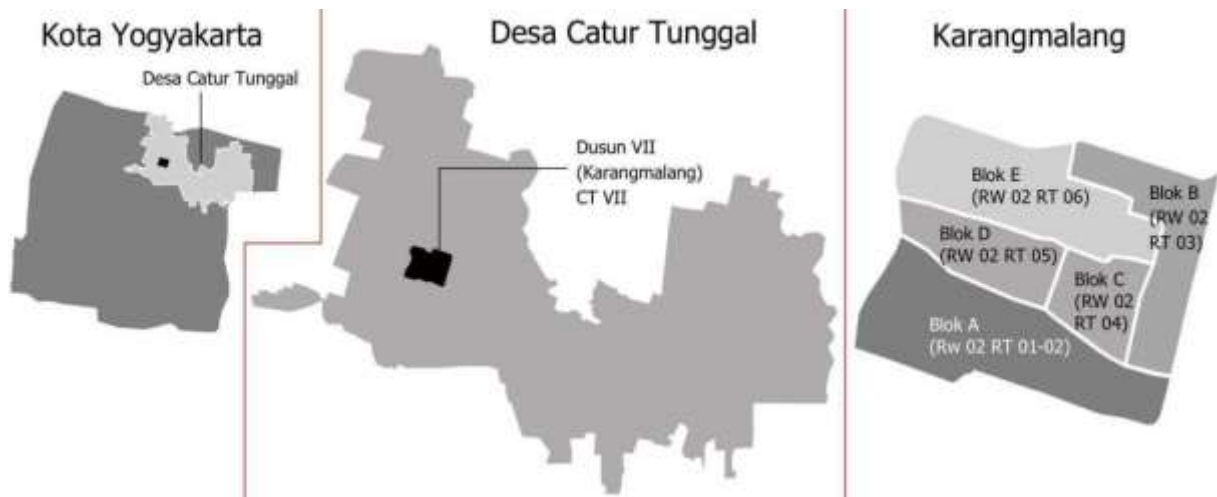 Kota Yogyakarta
Desa Catur Tunggal
Desa Catur Tunggal
Dusun VII
(Karangmalang)
CT VII
Karangmalang
Blok E
(RW 02 RT 06)
Blok B
(RW 02
RT 03)
Blok D
(RW 02 RT 05)
Blok C
(RW 02
RT 04)
Blok A
(Rw 02 RT 01-02)